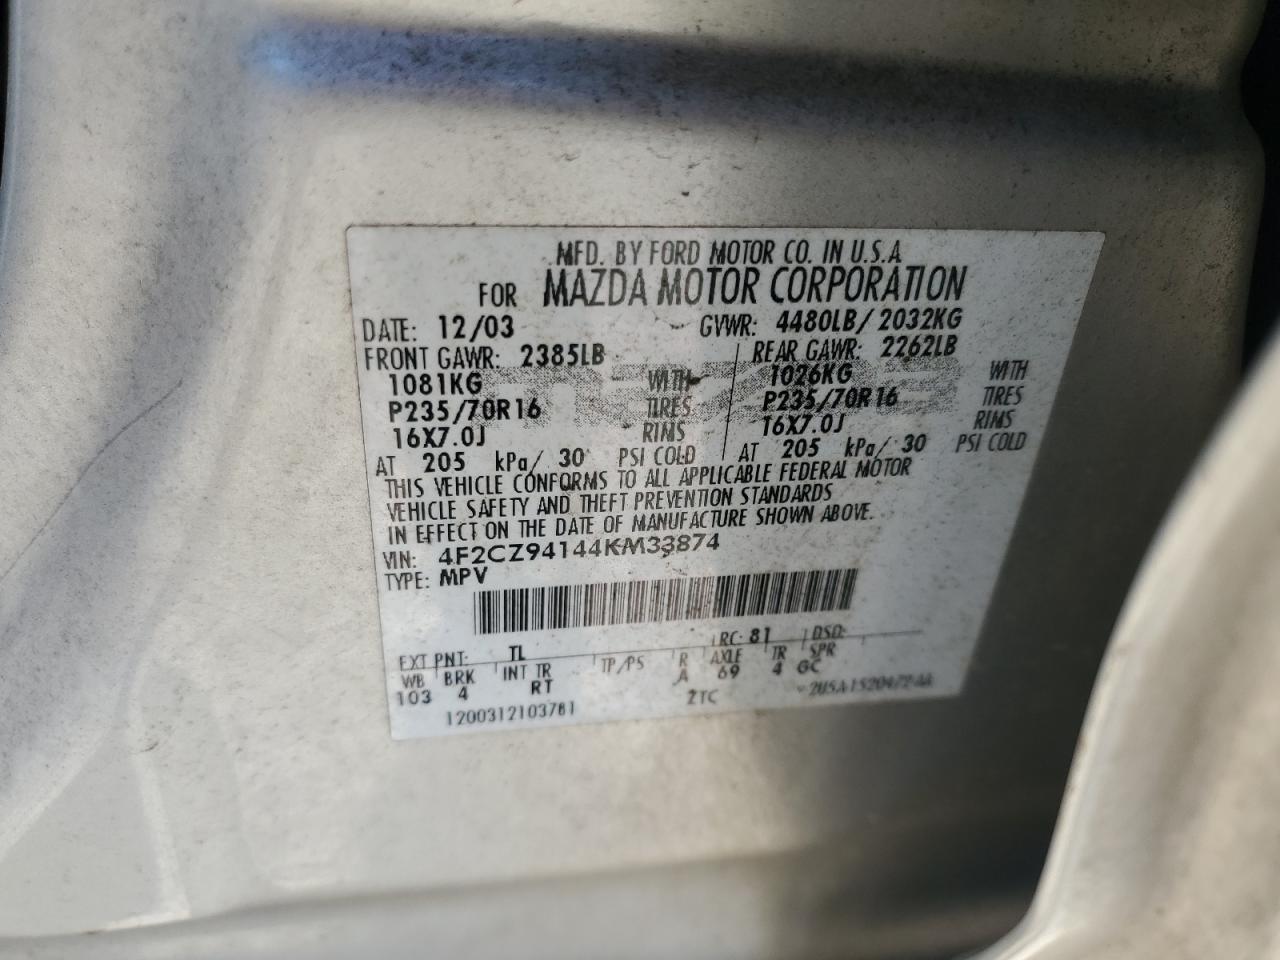 MFD. BY FORD MOTOR CO. IN U.S.A
FOR MAZDA MOTOR CORPORATION
DATE: 12/03 GVWR: 4480LB/ 2032KG
FRONT GAWR: 2385LB REAR GAWR: 2262LB
1081KG WITH 1026KG WITH
P235/70R16 TIRES P235/70R16 TIRES
16X7.0J RIMS 16X7.0J RIMS
AT 205 kPa/ 30 PSI COLD AT 205 kPa/ 30 PSI COLD
THIS VEHICLE CONFORMS TO ALL APPLICABLE FEDERAL MOTOR
VEHICLE SAFETY AND THEFT PREVENTION STANDARDS
IN EFFECT ON THE DATE OF MANUFACTURE SHOWN ABOVE.
VIN: 4F2CZ94144KM33874
TYPE: MPV
EXT PNT: TL RC: 81 DSO:
WB BRK INT TR TP/PS R AXLE TR SPR
103 4 RT A 69 4 GC
1200312103781 ZTC